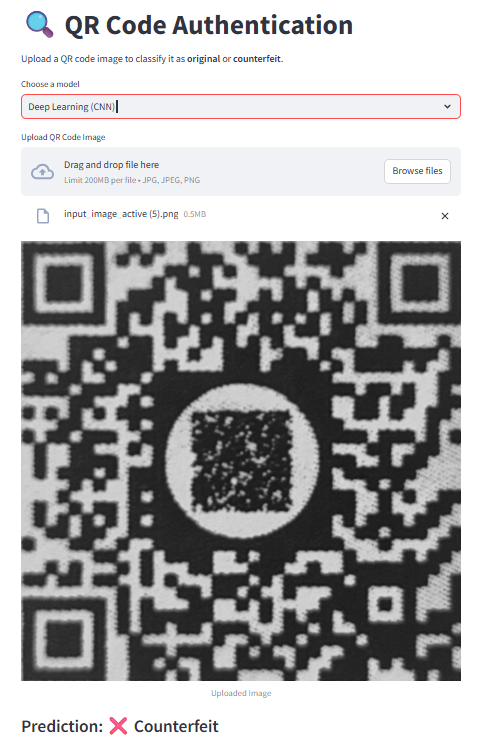 QR Code Authentication
Upload a QR code image to classify it as original or counterfeit.
Choose a model
Deep Learning (CNN)
Upload QR Code Image
Drag and drop file here
Limit 200MB per file • JPG, JPEG, PNG
Browse files
input_image_active (5).png 0.5MB
Uploaded Image
Prediction: ❌ Counterfeit